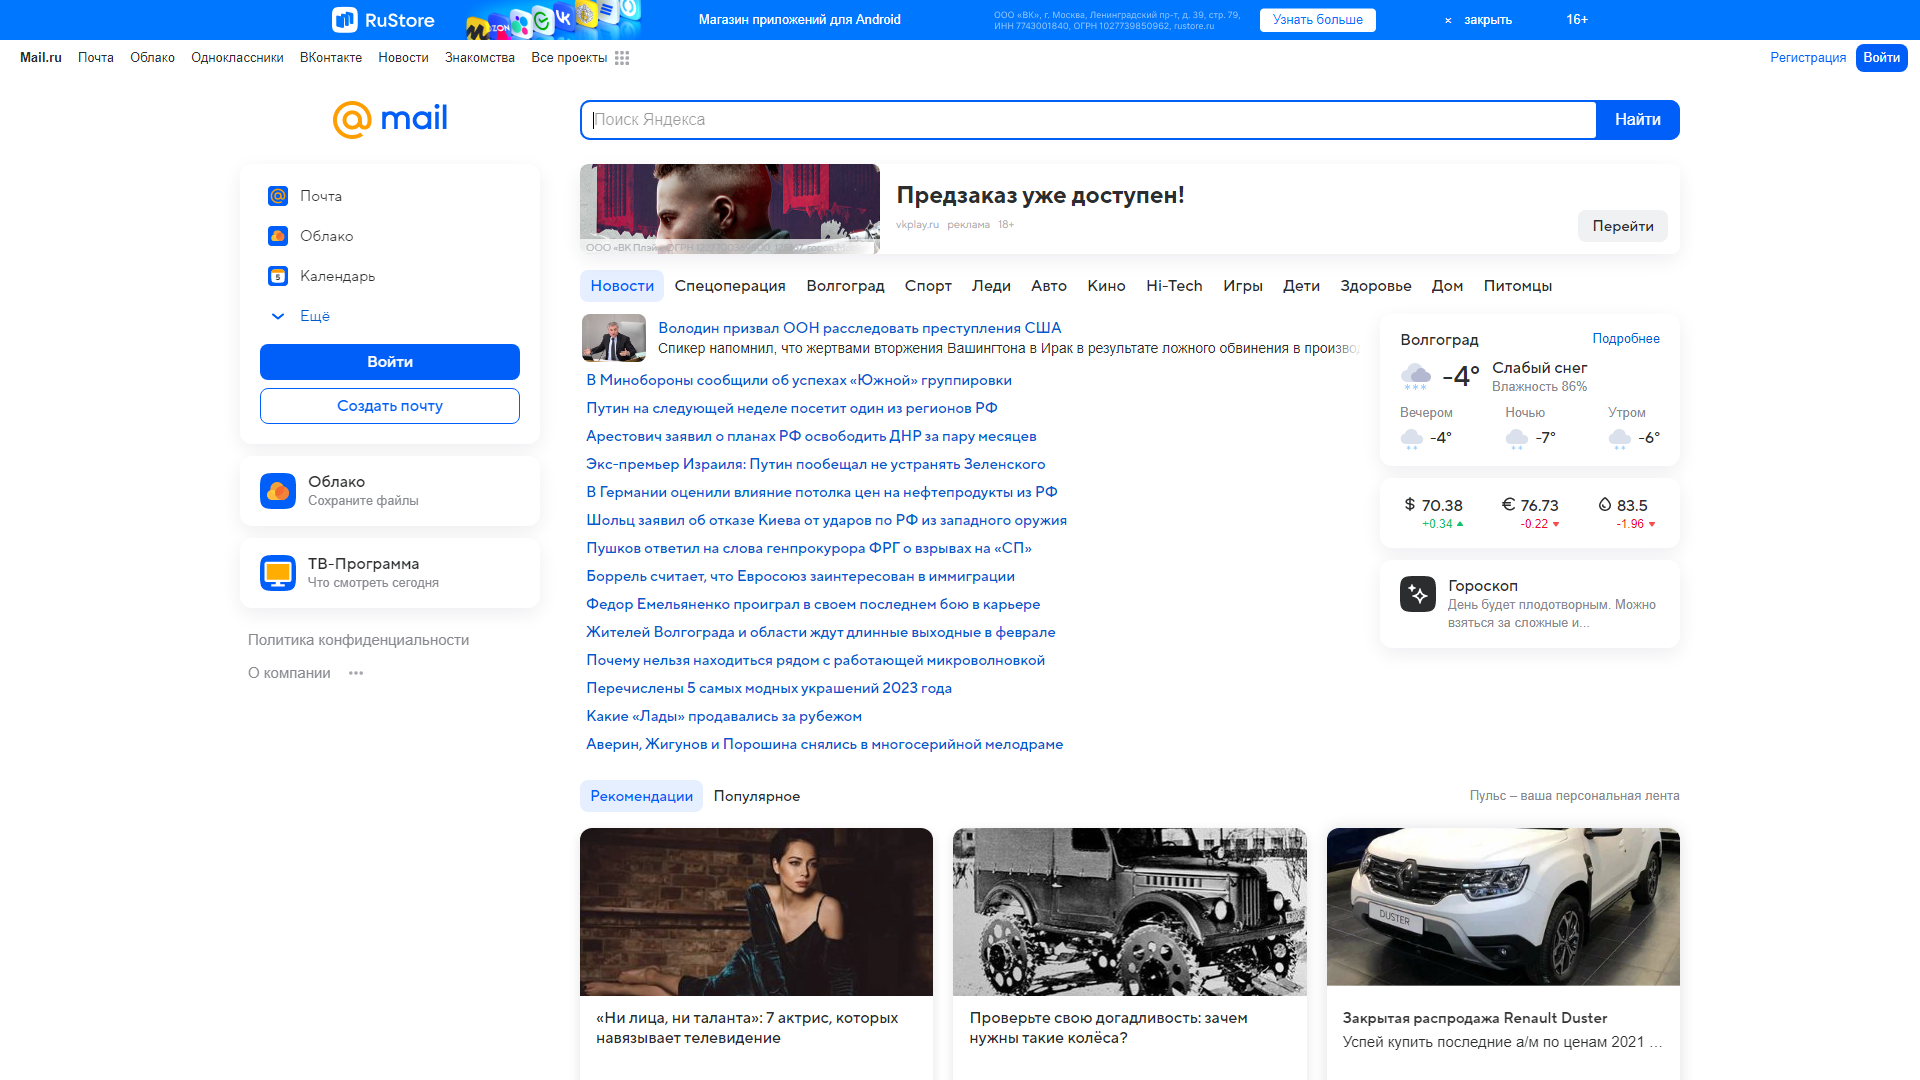 RuStore
Магазин приложений для Android
ООО «ВК», г. Москва, Ленинградский пр-т, д. 39, стр. 79,
ИНН 7743001840, ОГРН 1027739850962, rustore.ru
Узнать больше
× закрыть
16+
Mail.ru Почта Облако Одноклассники ВКонтакте Новости Знакомства Все проекты
Регистрация Войти
@mail
Поиск Яндекса
Найти
Почта
Облако
Календарь
Ещё
Войти
Создать почту
Облако
Сохраните файлы
ТВ-Программа
Что смотреть сегодня
Политика конфиденциальности
О компании
Предзаказ уже доступен!
vkplay.ru реклама 18+
Перейти
Новости Спецоперация Волгоград Спорт Леди Авто Кино Hi-Tech Игры Дети Здоровье Дом Питомцы
Володин призвал ООН расследовать преступления США
Спикер напомнил, что жертвами вторжения Вашингтона в Ирак в результате ложного обвинения в произво
В Минобороны сообщили об успехах «Южной» группировки
Путин на следующей неделе посетит один из регионов РФ
Арестович заявил о планах РФ освободить ДНР за пару месяцев
Экс-премьер Израиля: Путин пообещал не устранять Зеленского
В Германии оценили влияние потолка цен на нефтепродукты из РФ
Шольц заявил об отказе Киева от ударов по РФ из западного оружия
Пушков ответил на слова генпрокурора ФРГ о взрывах на «СП»
Боррель считает, что Евросоюз заинтересован в иммиграции
Федор Емельяненко проиграл в своем последнем бою в карьере
Жителей Волгограда и области ждут длинные выходные в феврале
Почему нельзя находиться рядом с работающей микроволновкой
Перечислены 5 самых модных украшений 2023 года
Какие «Лады» продавались за рубежом
Аверин, Жигунов и Порошина снялись в многосерийной мелодраме
Волгоград Подробнее
-4° Слабый снег
Влажность 86%
Вечером Ночью Утром
-4° -7° -6°
$ 70.38 € 76.73 83.5
+0.34 -0.22 -1.96
Гороскоп
День будет плодотворным. Можно
взяться за сложные и...
Рекомендации Популярное
Пульс – ваша персональная лента
DUSTER
«Ни лица, ни таланта»: 7 актрис, которых
навязывает телевидение
Проверьте свою догадливость: зачем
нужны такие колёса?
Закрытая распродажа Renault Duster
Успей купить последние а/м по ценам 2021 …